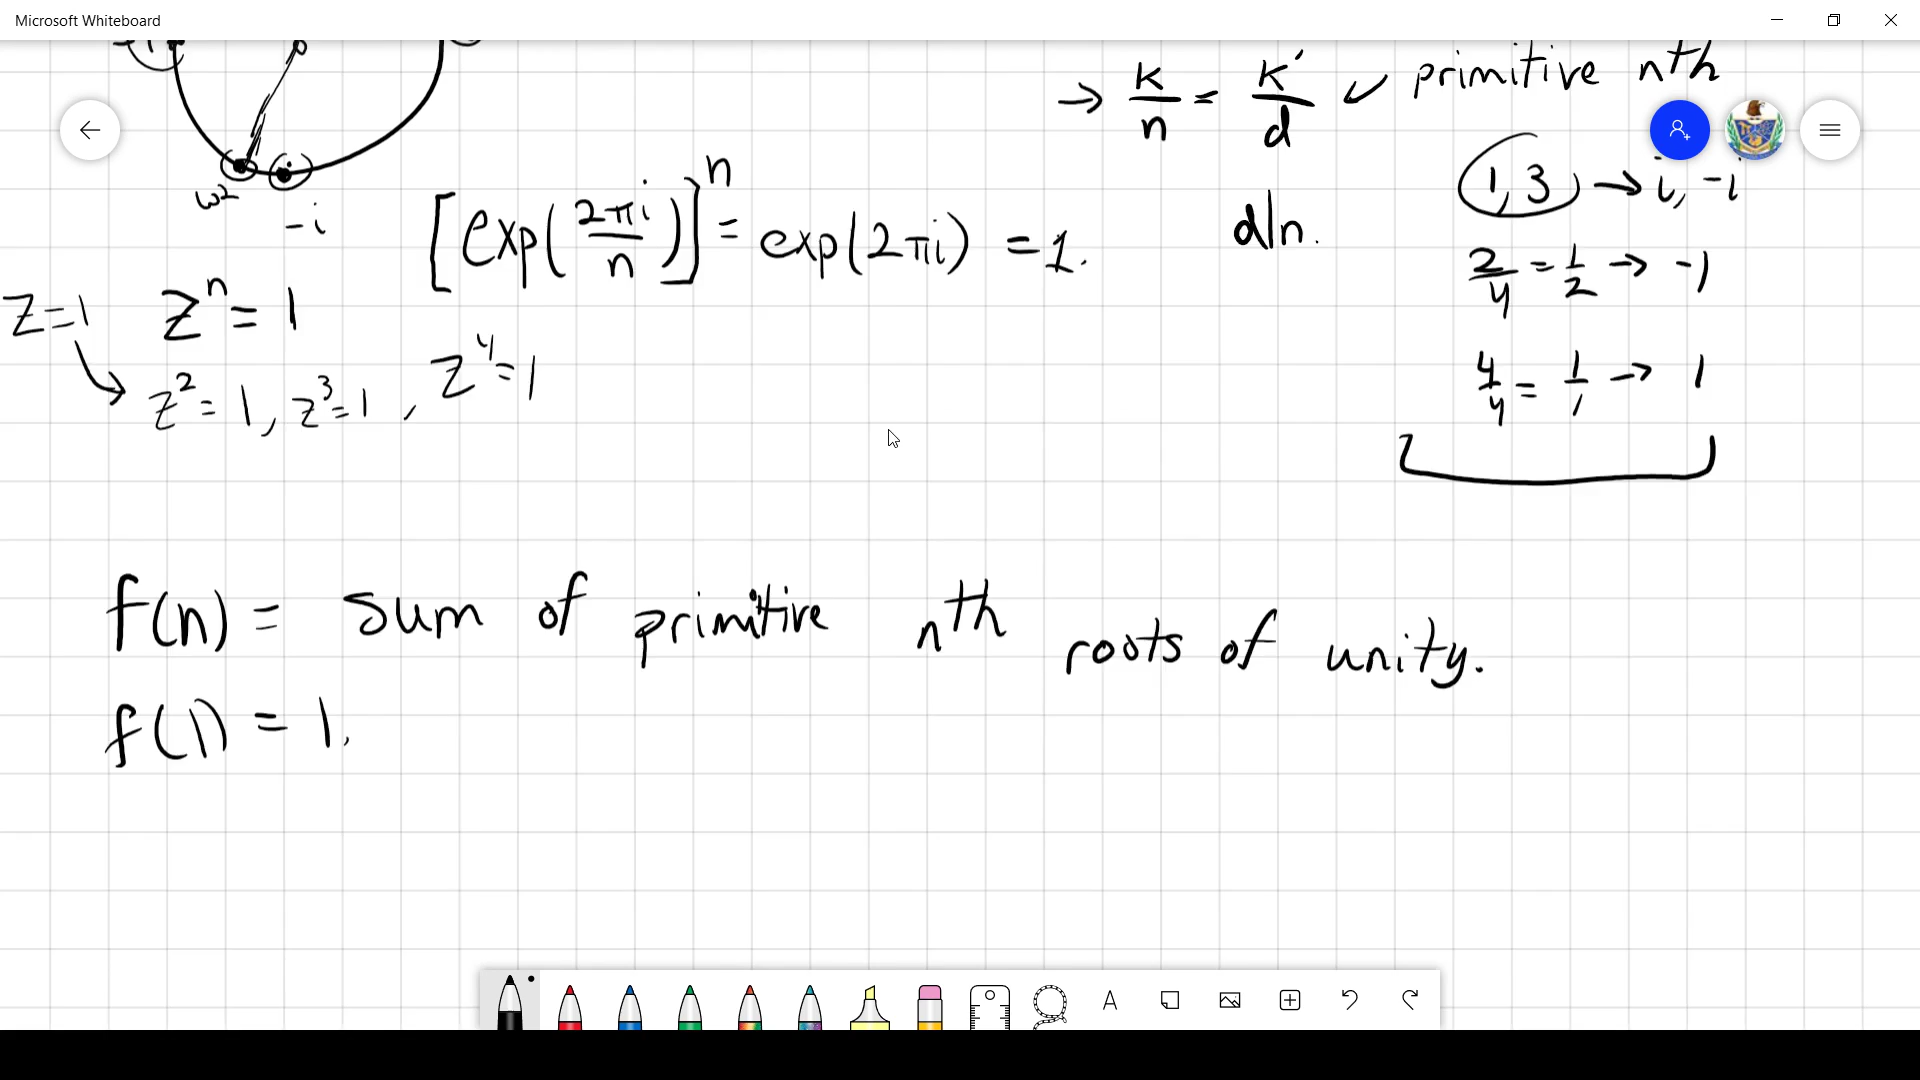 Microsoft Whiteboard
→ k/n = k'/d ✓ primitive nth
1, 3 → i, -i
ω²
-i
[exp(2πi/n)]ⁿ = exp(2πi) = 1.
d|n.
2/4 = 1/2 → -1
z=1
zⁿ = 1
4/4 = 1/1 → 1
z² = 1, z³=1, z⁴=1
f(n) = sum of primitive nth roots of unity.
f(1) = 1.
A